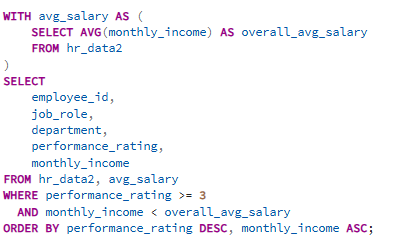 WITH avg_salary AS (
    SELECT AVG(monthly_income) AS overall_avg_salary
    FROM hr_data2
)
SELECT
    employee_id,
    job_role,
    department,
    performance_rating,
    monthly_income
FROM hr_data2, avg_salary
WHERE performance_rating >= 3
  AND monthly_income < overall_avg_salary
ORDER BY performance_rating DESC, monthly_income ASC;